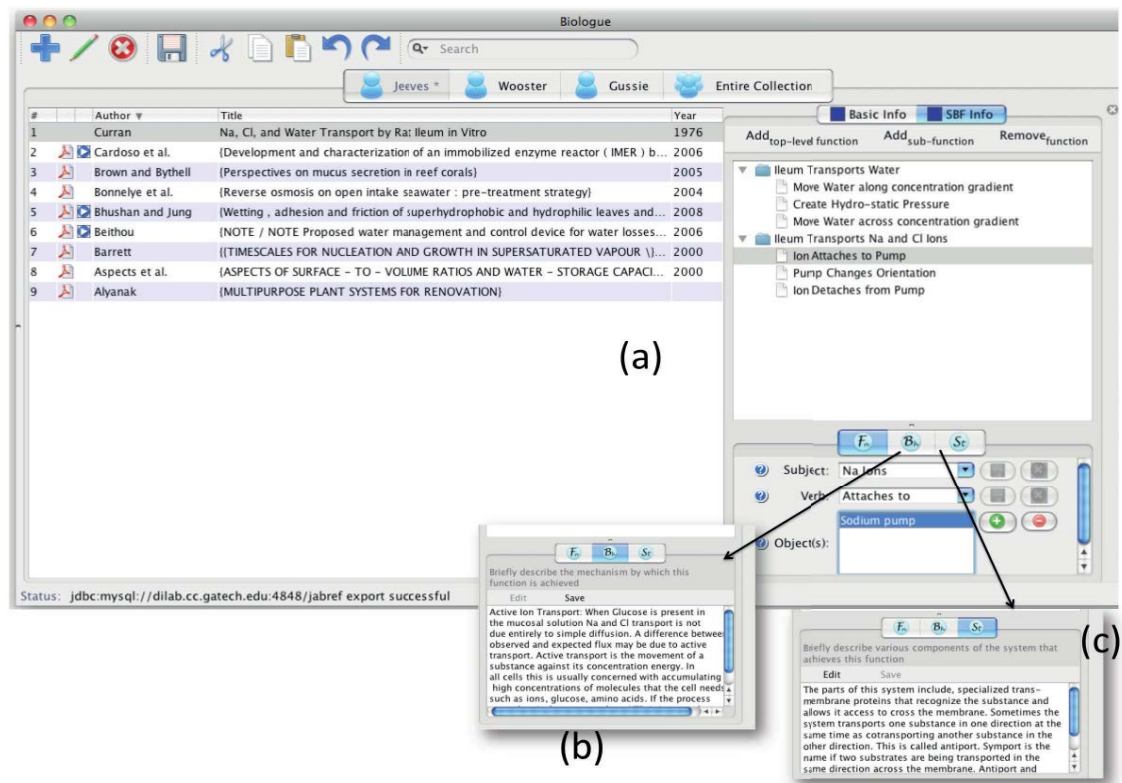 Biologue
Search
Jeeves * Wooster Gussie Entire Collection
# Author Title Year
1 Curran Na, Cl, and Water Transport by Rat Ileum in Vitro 1976
2 Cardoso et al. {Development and characterization of an immobilized enzyme reactor ( IMER ) b... 2006
3 Brown and Bythell {Perspectives on mucus secretion in reef corals} 2005
4 Bonnelye et al. {Reverse osmosis on open intake seawater : pre-treatment strategy} 2004
5 Bhushan and Jung {Wetting , adhesion and friction of superhydrophobic and hydrophilic leaves and... 2008
6 Beithou {NOTE / NOTE Proposed water management and control device for water losses... 2006
7 Barrett {{TIMESCALES FOR NUCLEATION AND GROWTH IN SUPERSATURATED VAPOUR \}... 2000
8 Aspects et al. {ASPECTS OF SURFACE - TO - VOLUME RATIOS AND WATER - STORAGE CAPACI... 2000
9 Alyanak {MULTIPURPOSE PLANT SYSTEMS FOR RENOVATION}
Basic Info SBF Info
Add top-level function Add sub-function Remove function
Ileum Transports Water
Move Water along concentration gradient
Create Hydro-static Pressure
Move Water across concentration gradient
Ileum Transports Na and Cl Ions
Ion Attaches to Pump
Pump Changes Orientation
Ion Detaches from Pump
(a)
Fn Bh St
Subject: Na Ions
Verb: Attaches to
Sodium pump
Object(s):
Status: jdbc:mysql://dilab.cc.gatech.edu:4848/jabref export successful
Fn Bh St
Briefly describe the mechanism by which this
function is achieved
Edit Save
Active Ion Transport: When Glucose is present in
the mucosal solution Na and Cl transport is not
due entirely to simple diffusion. A difference between
observed and expected flux may be due to active
transport. Active transport is the movement of a
substance against its concentration energy. In
all cells this is usually concerned with accumulating
high concentrations of molecules that the cell needs
such as ions, glucose, amino acids. If the process
(b)
Fn Bh St
(c)
Briefly describe various components of the system that
achieves this function
Edit Save
The parts of this system include, specialized trans-
membrane proteins that recognize the substance and
allows it access to cross the membrane. Sometimes the
system transports one substance in one direction at the
same time as cotransporting another substance in the
other direction. This is called antiport. Symport is the
name if two substrates are being transported in the
same direction across the membrane. Antiport and